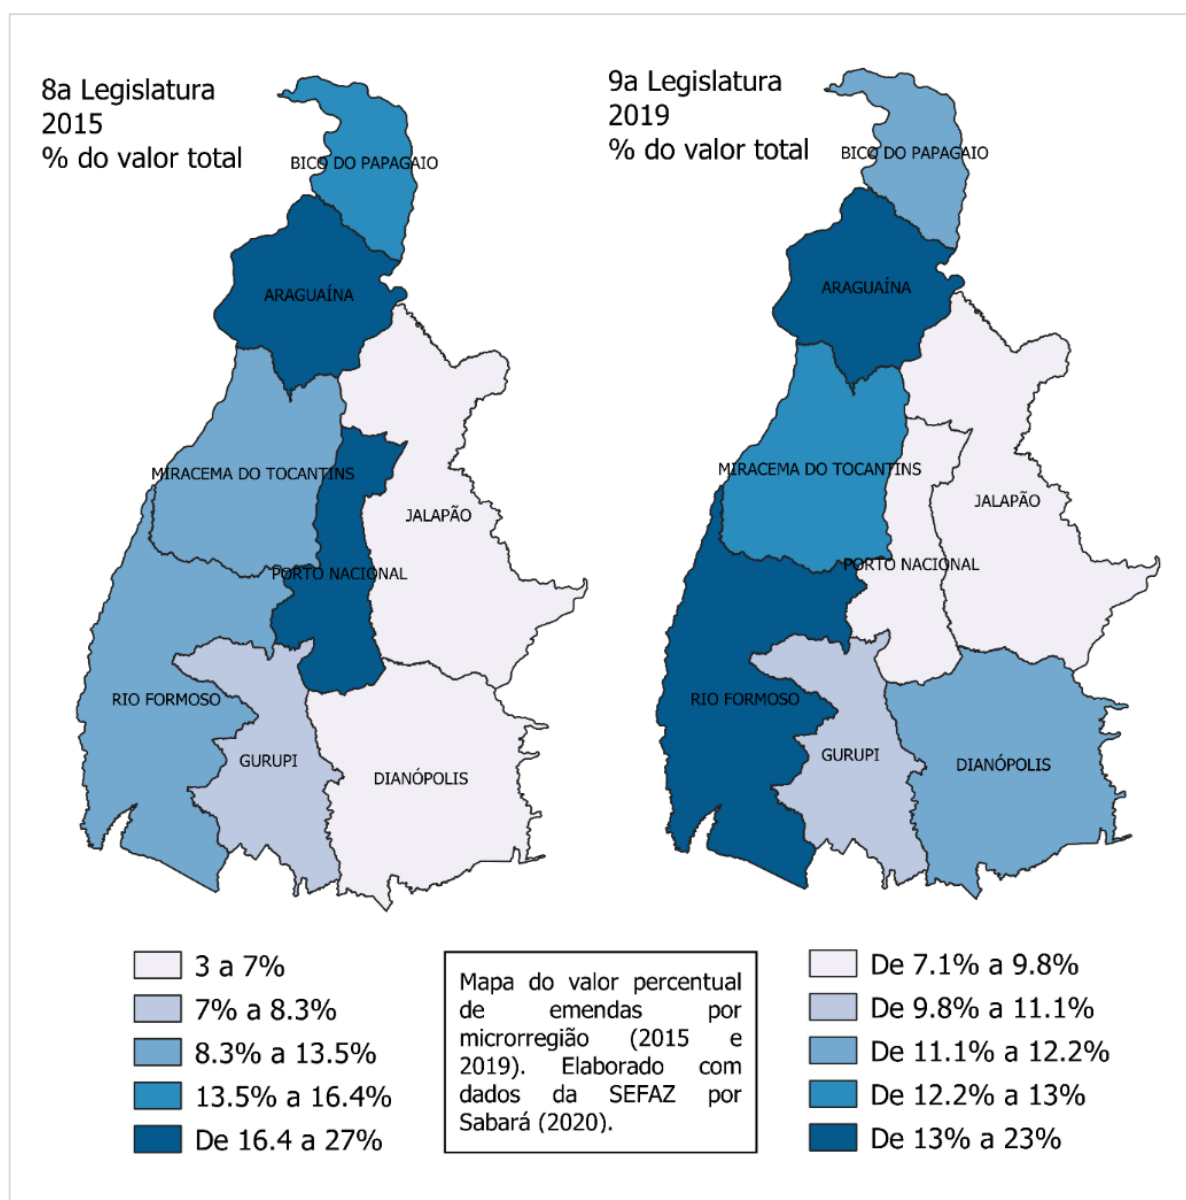 8a Legislatura
2015
% do valor total
BICO DO PAPAGAIO
ARAGUAÍNA
MIRACEMA DO TOCANTINS
JALAPÃO
PORTO NACIONAL
RIO FORMOSO
GURUPI
DIANÓPOLIS
9a Legislatura
2019
% do valor total
BICO DO PAPAGAIO
ARAGUAÍNA
MIRACEMA DO TOCANTINS
JALAPÃO
PORTO NACIONAL
RIO FORMOSO
GURUPI
DIANÓPOLIS
3 a 7%
7% a 8.3%
8.3% a 13.5%
13.5% a 16.4%
De 16.4 a 27%
Mapa do valor percentual
de emendas por
microrregião (2015 e
2019). Elaborado com
dados da SEFAZ por
Sabará (2020).
De 7.1% a 9.8%
De 9.8% a 11.1%
De 11.1% a 12.2%
De 12.2% a 13%
De 13% a 23%